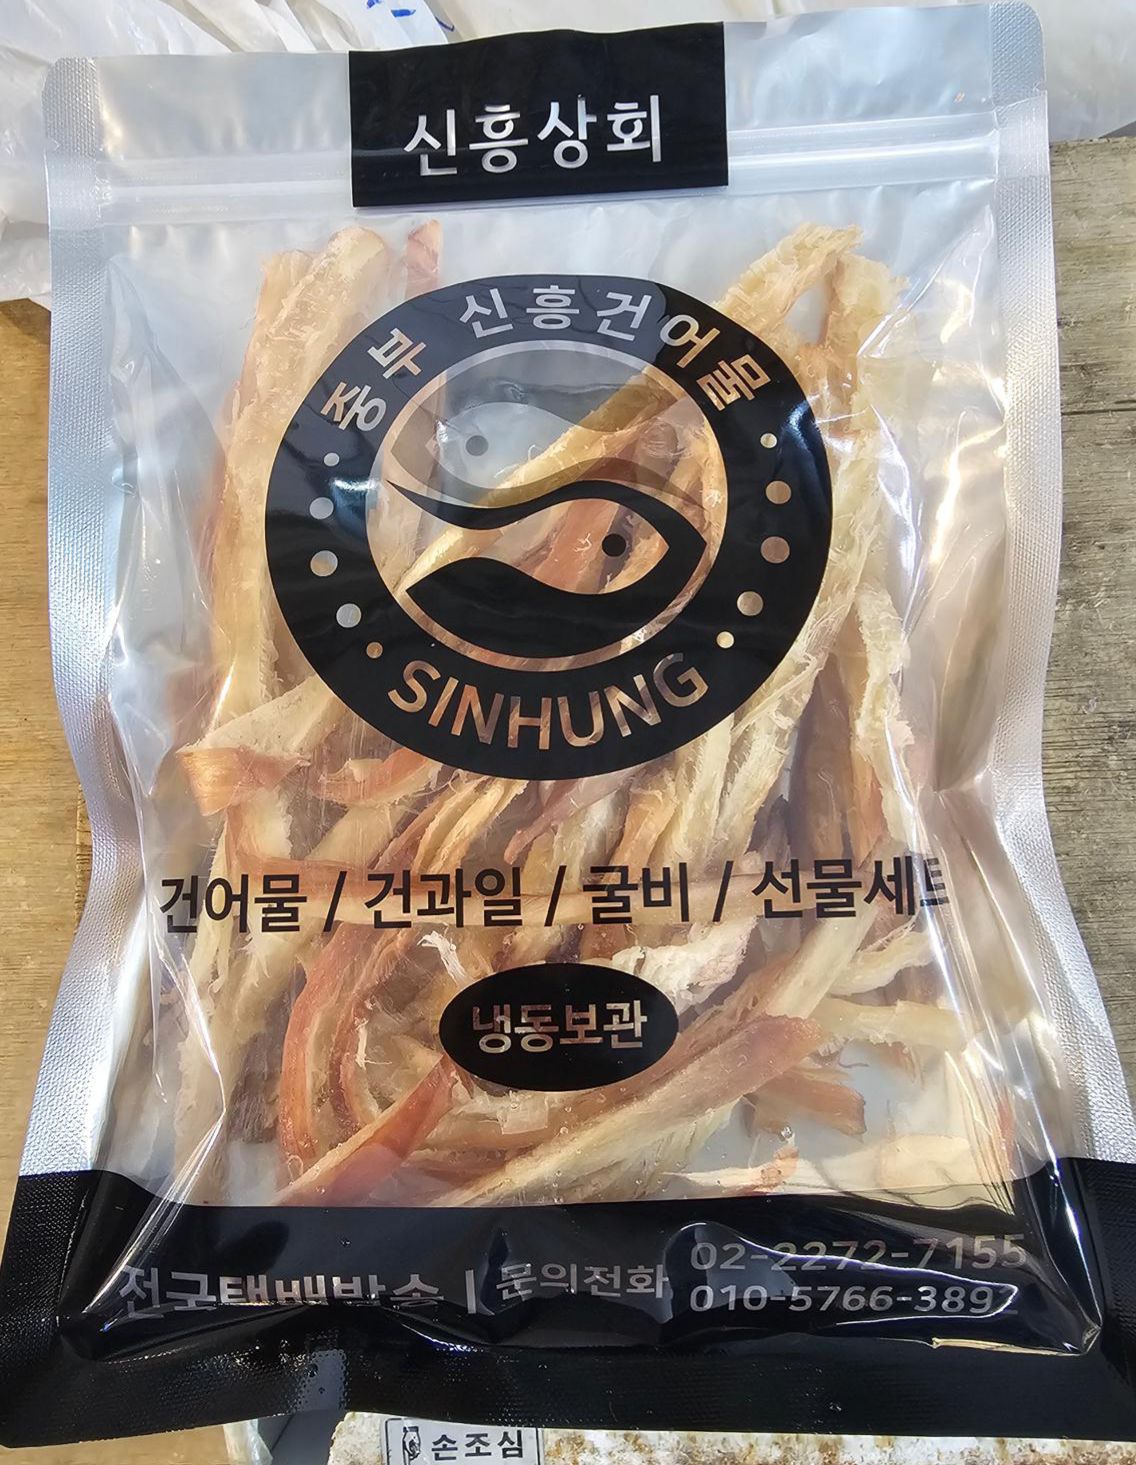 신흥상회
중부 신흥건어물
SINHUNG
건어물 / 건과일 / 굴비 / 선물세트
냉동보관
전국택배발송 | 문의전화 02-2272-7155
010-5766-3892
손조심